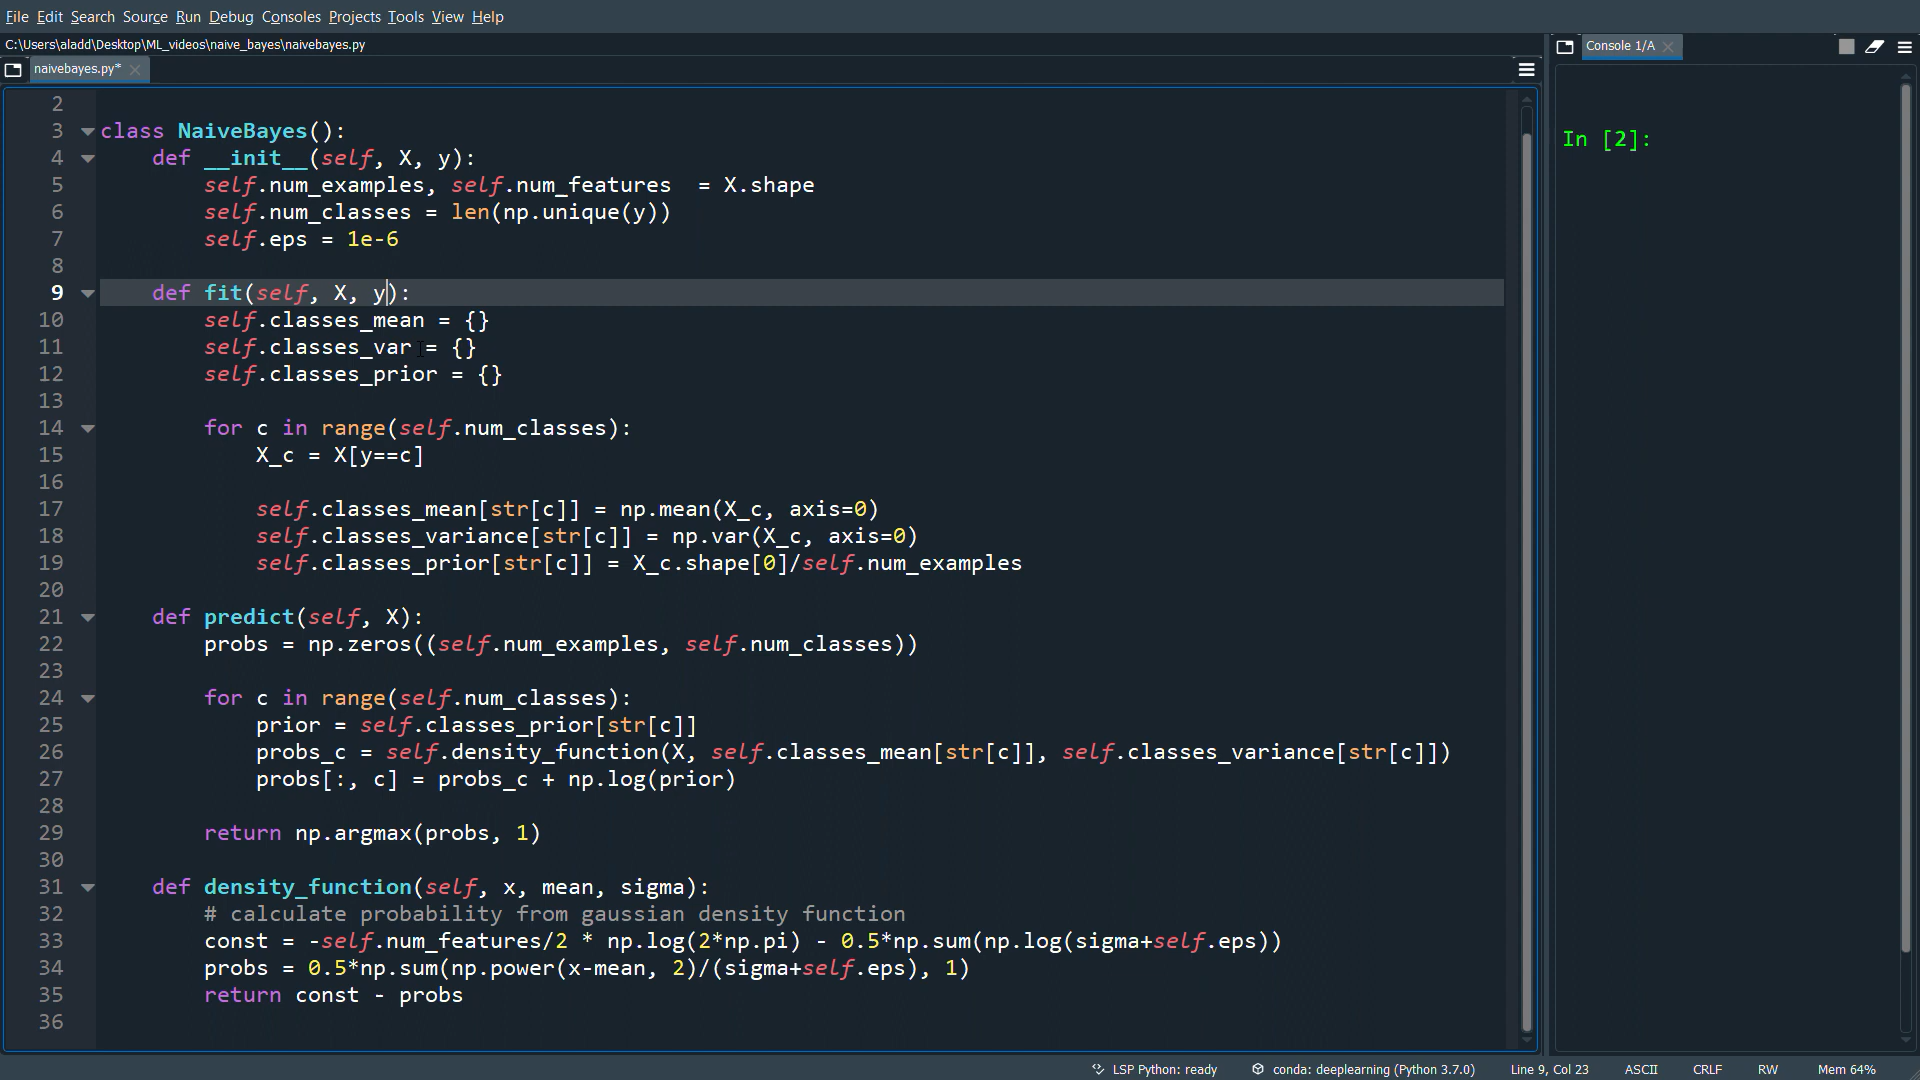 File Edit Search Source Run Debug Consoles Projects Tools View Help
C:\Users\aladd\Desktop\ML_videos\naive_bayes\naivebayes.py
naivebayes.py*
Console 1/A
2
3 class NaiveBayes():
4     def __init__(self, X, y):
5         self.num_examples, self.num_features  = X.shape
6         self.num_classes = len(np.unique(y))
7         self.eps = 1e-6
8
9     def fit(self, X, y):
10         self.classes_mean = {}
11         self.classes_var = {}
12         self.classes_prior = {}
13
14         for c in range(self.num_classes):
15             X_c = X[y==c]
16
17             self.classes_mean[str[c]] = np.mean(X_c, axis=0)
18             self.classes_variance[str[c]] = np.var(X_c, axis=0)
19             self.classes_prior[str[c]] = X_c.shape[0]/self.num_examples
20
21     def predict(self, X):
22         probs = np.zeros((self.num_examples, self.num_classes))
23
24         for c in range(self.num_classes):
25             prior = self.classes_prior[str[c]]
26             probs_c = self.density_function(X, self.classes_mean[str[c]], self.classes_variance[str[c]])
27             probs[:, c] = probs_c + np.log(prior)
28
29         return np.argmax(probs, 1)
30
31     def density_function(self, x, mean, sigma):
32         # calculate probability from gaussian density function
33         const = -self.num_features/2 * np.log(2*np.pi) - 0.5*np.sum(np.log(sigma+self.eps))
34         probs = 0.5*np.sum(np.power(x-mean, 2)/(sigma+self.eps), 1)
35         return const - probs
36
In [2]:
LSP Python: ready conda: deeplearning (Python 3.7.0) Line 9, Col 23 ASCII CRLF RW Mem 64%